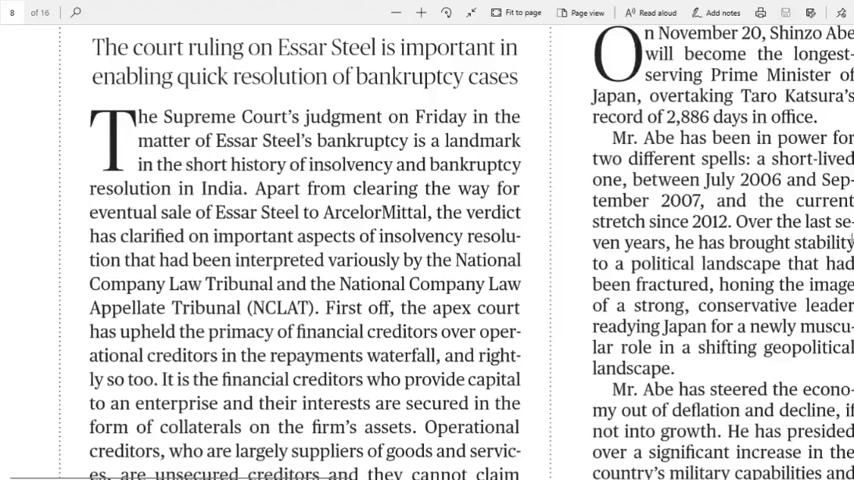 8 of 16
Fit to page
Page view
Read aloud
Add notes
The court ruling on Essar Steel is important in
enabling quick resolution of bankruptcy cases
The Supreme Court's judgment on Friday in the
matter of Essar Steel's bankruptcy is a landmark
in the short history of insolvency and bankruptcy
resolution in India. Apart from clearing the way for
eventual sale of Essar Steel to ArcelorMittal, the verdict
has clarified on important aspects of insolvency resolu-
tion that had been interpreted variously by the National
Company Law Tribunal and the National Company Law
Appellate Tribunal (NCLAT). First off, the apex court
has upheld the primacy of financial creditors over oper-
ational creditors in the repayments waterfall, and right-
ly so too. It is the financial creditors who provide capital
to an enterprise and their interests are secured in the
form of collaterals on the firm's assets. Operational
creditors, who are largely suppliers of goods and servic-
es, are unsecured creditors and they cannot claim
On November 20, Shinzo Abe
will become the longest-
serving Prime Minister of
Japan, overtaking Taro Katsura's
record of 2,886 days in office.
Mr. Abe has been in power for
two different spells: a short-lived
one, between July 2006 and Sep-
tember 2007, and the current
stretch since 2012. Over the last se-
ven years, he has brought stability
to a political landscape that had
been fractured, honing the image
of a strong, conservative leader
readying Japan for a newly muscu-
lar role in a shifting geopolitical
landscape.
Mr. Abe has steered the econo-
my out of deflation and decline, if
not into growth. He has presided
over a significant increase in the
country's military capabilities and